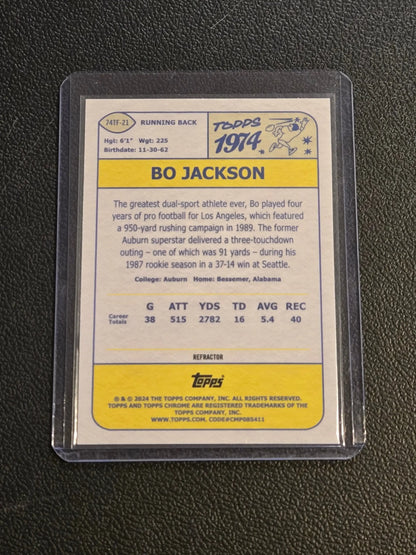 74TF-21 RUNNING BACK
Hgt: 6'1" Wgt: 225
Birthdate: 11-30-62
TOPPS
1974
BO JACKSON
The greatest dual-sport athlete ever, Bo played four
years of pro football for Los Angeles, which featured
a 950-yard rushing campaign in 1989. The former
Auburn superstar delivered a three-touchdown
outing – one of which was 91 yards – during his
1987 rookie season in a 37-14 win at Seattle.
College: Auburn Home: Bessemer, Alabama
G ATT YDS TD AVG REC
Career
Totals 38 515 2782 16 5.4 40
REFRACTOR
Topps
® & © 2024 THE TOPPS COMPANY, INC. ALL RIGHTS RESERVED.
TOPPS AND TOPPS CHROME ARE REGISTERED TRADEMARKS OF THE
TOPPS COMPANY, INC.
WWW.TOPPS.COM. CODE#CMP085411